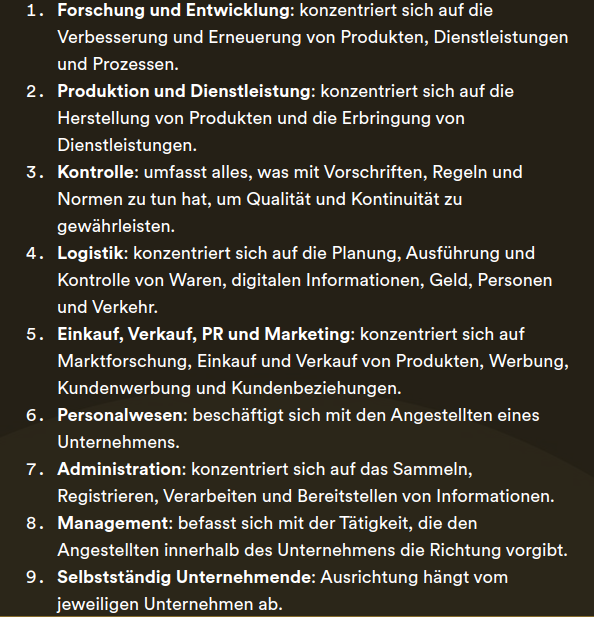 1. Forschung und Entwicklung: konzentriert sich auf die
Verbesserung und Erneuerung von Produkten, Dienstleistungen
und Prozessen.
2. Produktion und Dienstleistung: konzentriert sich auf die
Herstellung von Produkten und die Erbringung von
Dienstleistungen.
3. Kontrolle: umfasst alles, was mit Vorschriften, Regeln und
Normen zu tun hat, um Qualität und Kontinuität zu
gewährleisten.
4. Logistik: konzentriert sich auf die Planung, Ausführung und
Kontrolle von Waren, digitalen Informationen, Geld, Personen
und Verkehr.
5. Einkauf, Verkauf, PR und Marketing: konzentriert sich auf
Marktforschung, Einkauf und Verkauf von Produkten, Werbung,
Kundenwerbung und Kundenbeziehungen.
6. Personalwesen: beschäftigt sich mit den Angestellten eines
Unternehmens.
7. Administration: konzentriert sich auf das Sammeln,
Registrieren, Verarbeiten und Bereitstellen von Informationen.
8. Management: befasst sich mit der Tätigkeit, die den
Angestellten innerhalb des Unternehmens die Richtung vorgibt.
9. Selbstständig Unternehmende: Ausrichtung hängt vom
jeweiligen Unternehmen ab.